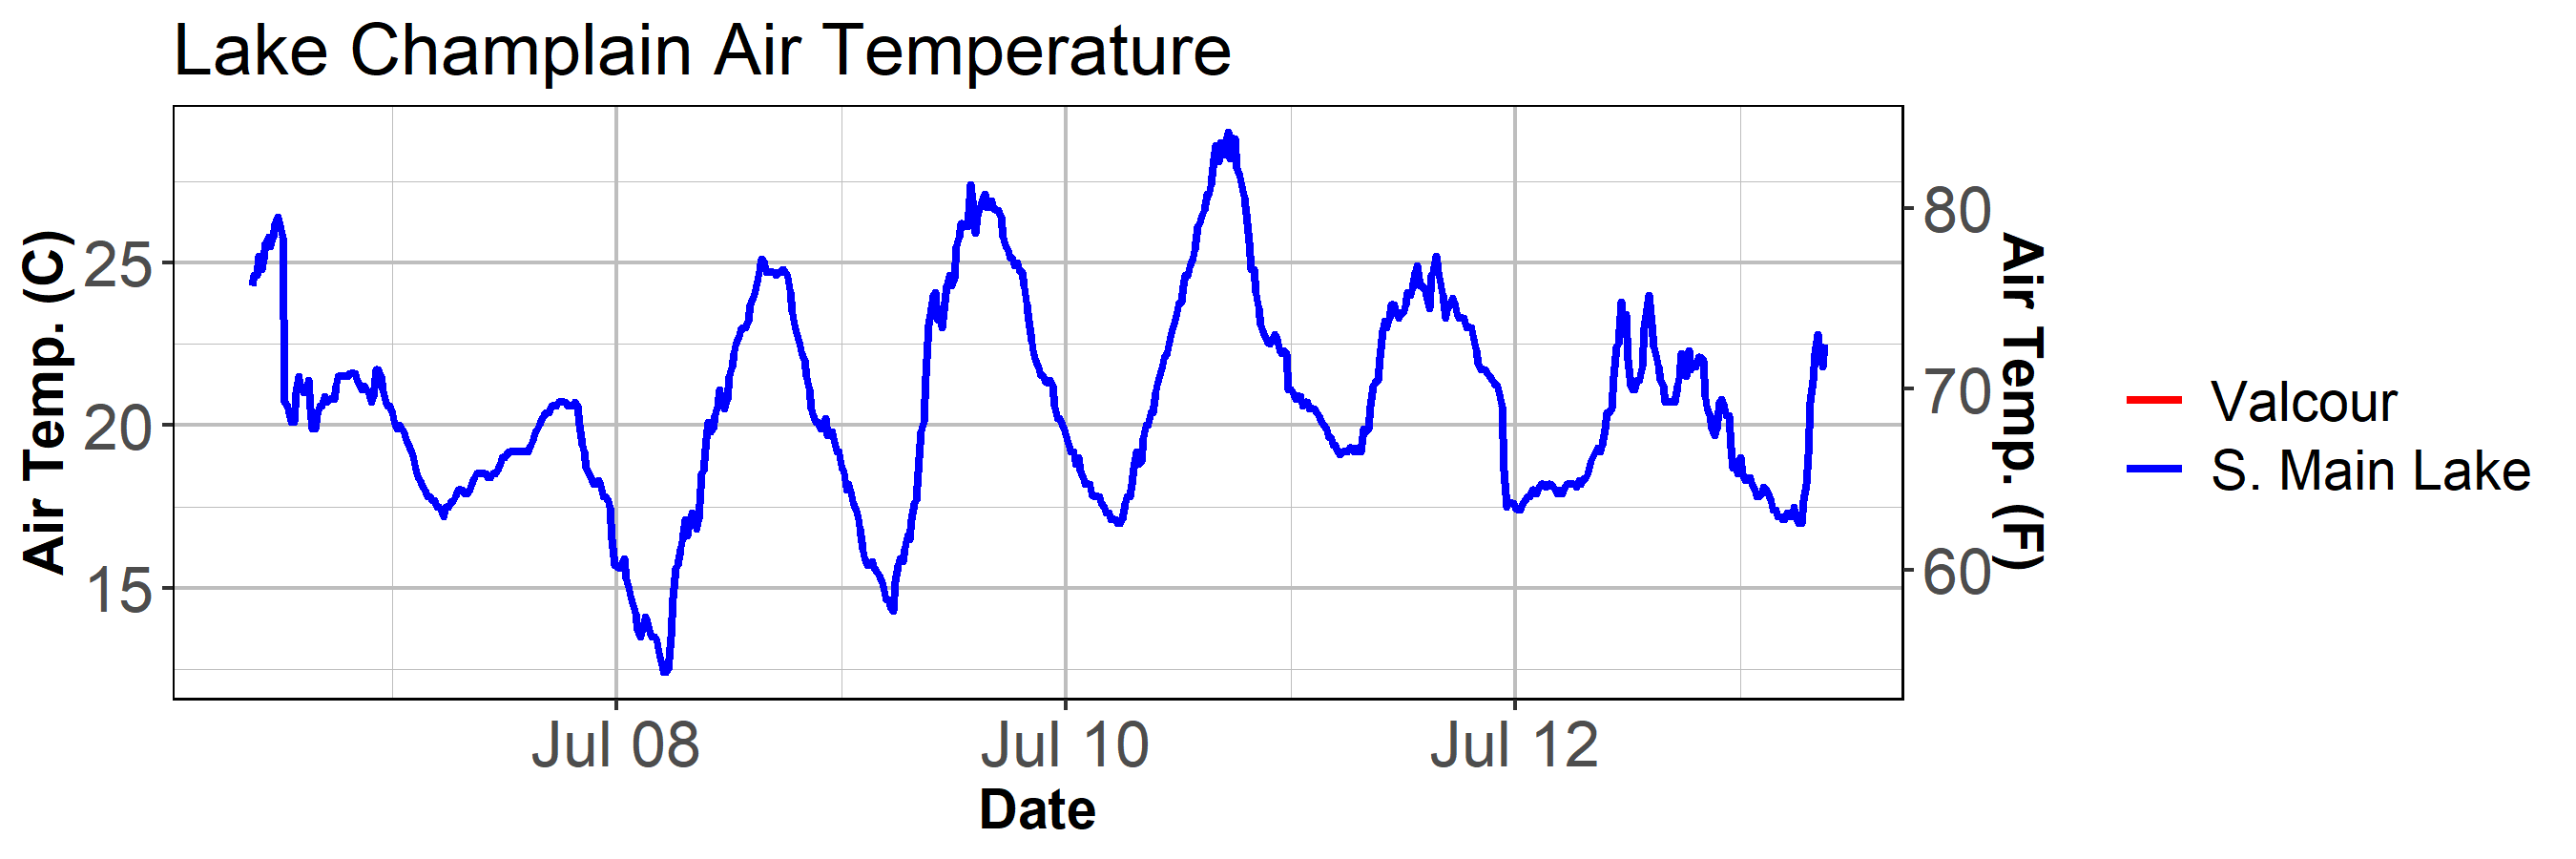 Lake Champlain Air Temperature
Air Temp. (C)
25
20
15
80
70
60
Air Temp. (F)
Jul 08
Jul 10
Jul 12
Date
Valcour
S. Main Lake